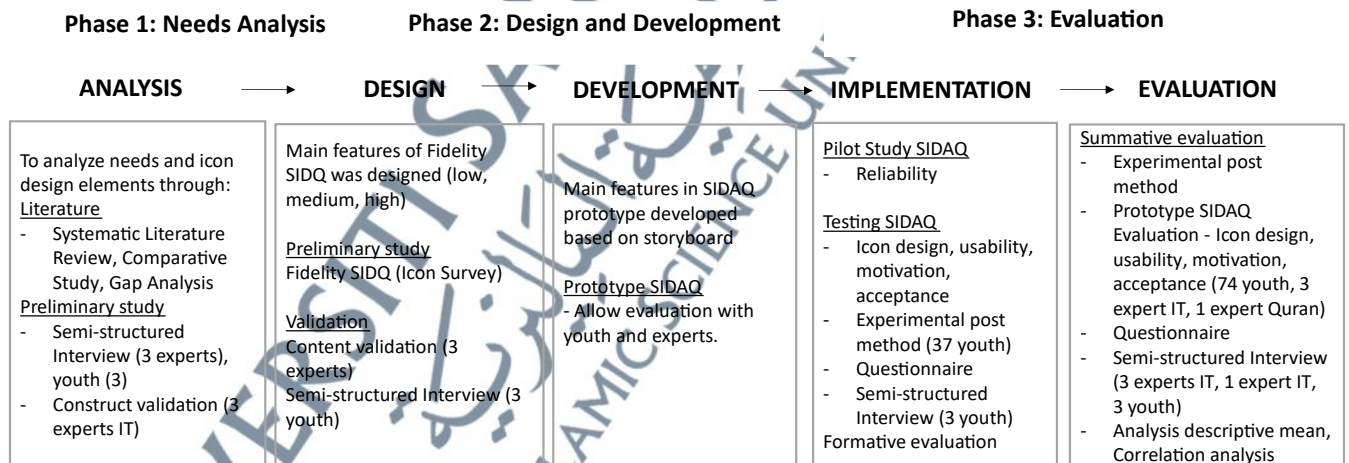 Phase 1: Needs Analysis
Phase 2: Design and Development
Phase 3: Evaluation
ANALYSIS
DESIGN
DEVELOPMENT
IMPLEMENTATION
EVALUATION
To analyze needs and icon
design elements through:
Literature
- Systematic Literature
Review, Comparative
Study, Gap Analysis
Preliminary study
- Semi-structured
Interview (3 experts),
youth (3)
- Construct validation (3
experts IT)
Main features of Fidelity
SIDQ was designed (low,
medium, high)
Preliminary study
Fidelity SIDQ (Icon Survey)
Validation
Content validation (3
experts)
Semi-structured Interview (3
youth)
Main features in SIDAQ
prototype developed
based on storyboard
Prototype SIDAQ
- Allow evaluation with
youth and experts.
Pilot Study SIDAQ
- Reliability
Testing SIDAQ
- Icon design, usability,
motivation,
acceptance
- Experimental post
method (37 youth)
- Questionnaire
- Semi-structured
Interview (3 youth)
Formative evaluation
Summative evaluation
- Experimental post
method
- Prototype SIDAQ
Evaluation - Icon design,
usability, motivation,
acceptance (74 youth, 3
expert IT, 1 expert Quran)
- Questionnaire
- Semi-structured Interview
(3 experts IT, 1 expert IT,
3 youth)
- Analysis descriptive mean,
Correlation analysis